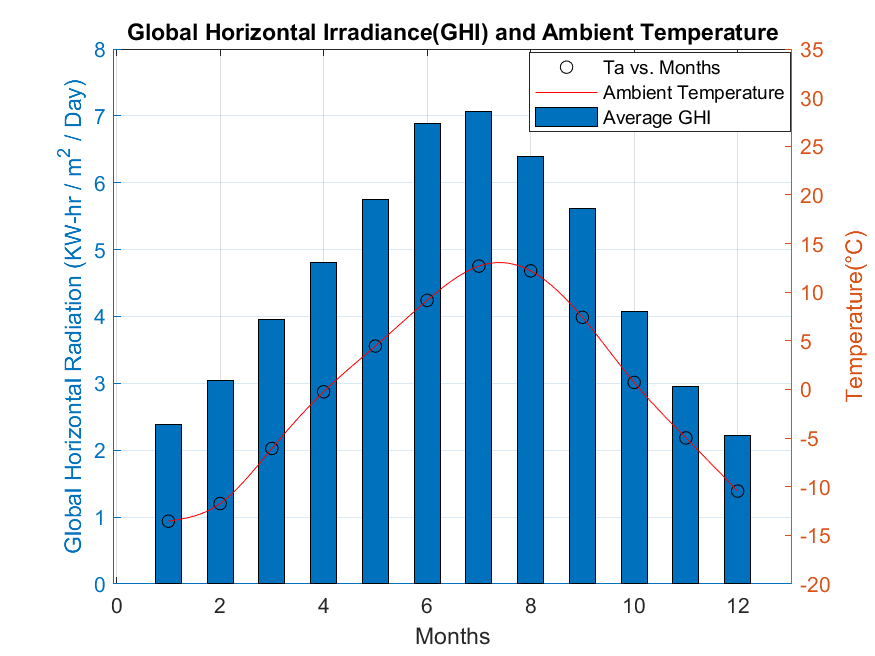 Global Horizontal Irradiance(GHI) and Ambient Temperature
Ta vs. Months
Ambient Temperature
Average GHI
Global Horizontal Radiation (KW-hr / m² / Day)
8
7
6
5
4
3
2
1
0
35
30
25
20
15
10
5
0
-5
-10
-15
-20
Temperature(°C)
0 2 4 6 8 10 12
Months